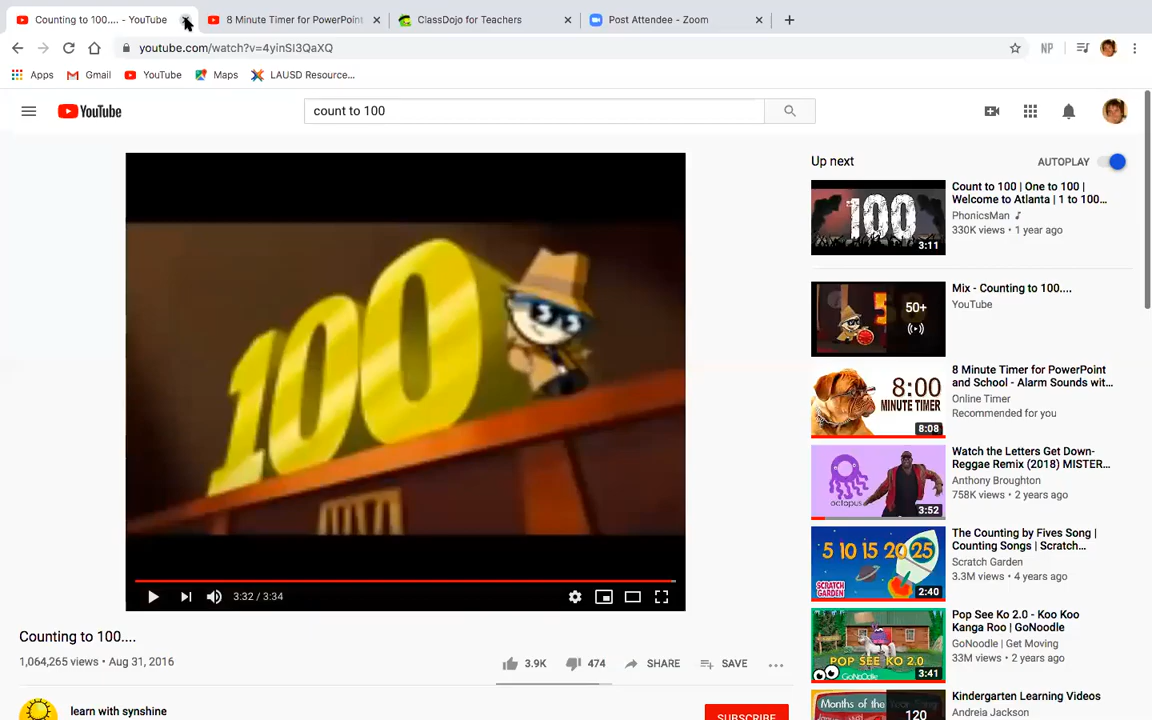 Counting to 100.... - YouTube
8 Minute Timer for PowerPoint
ClassDojo for Teachers
Post Attendee - Zoom
youtube.com/watch?v=4yinSI3QaXQ
NP
Apps
Gmail
YouTube
Maps
LAUSD Resource...
YouTube
count to 100
100
3:32 / 3:34
Counting to 100....
1,064,265 views • Aug 31, 2016
3.9K
474
SHARE
SAVE
learn with synshine
SUBSCRIBE
Up next
AUTOPLAY
100
3:11
Count to 100 | One to 100 |
Welcome to Atlanta | 1 to 100...
PhonicsMan
330K views • 1 year ago
50+
Mix - Counting to 100....
YouTube
8:00
MINUTE TIMER
8:08
8 Minute Timer for PowerPoint
and School - Alarm Sounds wit...
Online Timer
Recommended for you
octopus
3:52
Watch the Letters Get Down-
Reggae Remix (2018) MISTER...
Anthony Broughton
758K views • 2 years ago
5 10 15 20 25
SCRATCH
GARDEN
2:40
The Counting by Fives Song |
Counting Songs | Scratch...
Scratch Garden
3.3M views • 4 years ago
POP SEE KO 2.0
GoNoodle
3:41
Pop See Ko 2.0 - Koo Koo
Kanga Roo | GoNoodle
GoNoodle | Get Moving
33M views • 2 years ago
Months of the
120
Kindergarten Learning Videos
Andreia Jackson